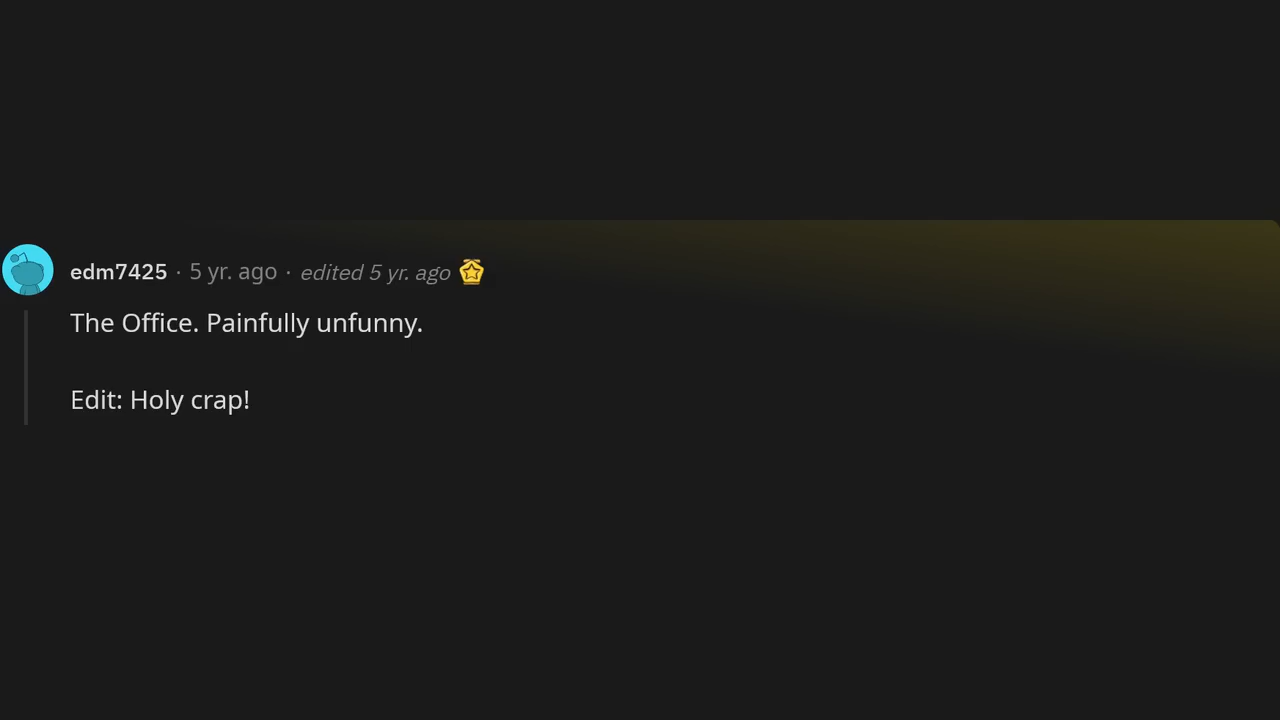 edm7425 · 5 yr. ago · edited 5 yr. ago
The Office. Painfully unfunny.
Edit: Holy crap!